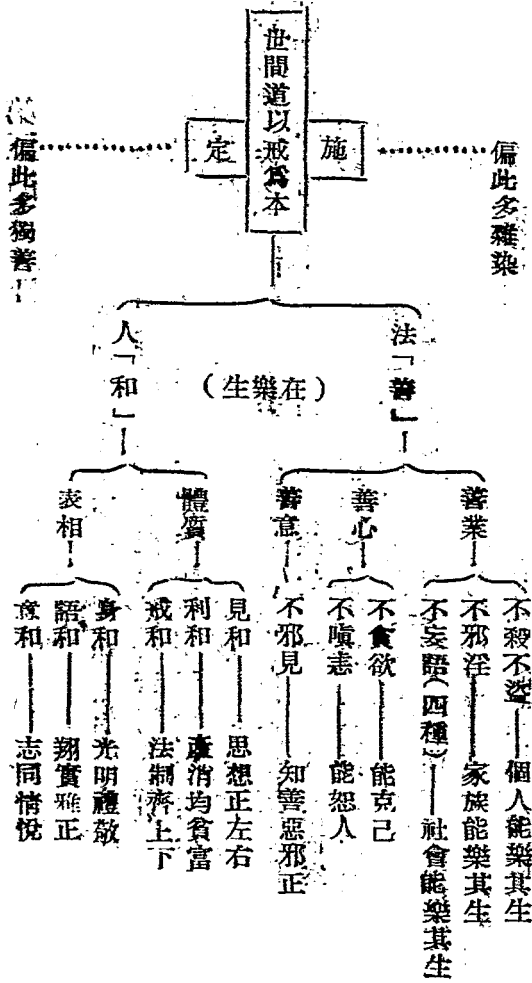 偏此多雜染
施
世間道以戒爲本
定
偏此多獨善
法「善」
（在樂生）
人「和」
善業
善心
善意
體質
表相
不殺不盜——個人能樂其生
不邪淫——家族能樂其生
不妄語（四種）——社會能樂其生
不貪欲——能克己
不嗔恚——能恕人
不邪見——知善惡邪正
見和——思想正左右
利和——產消均貧富
戒和——法制齊上下
身和——光明禮敬
語和——翔實雅正
意和——志同情悅